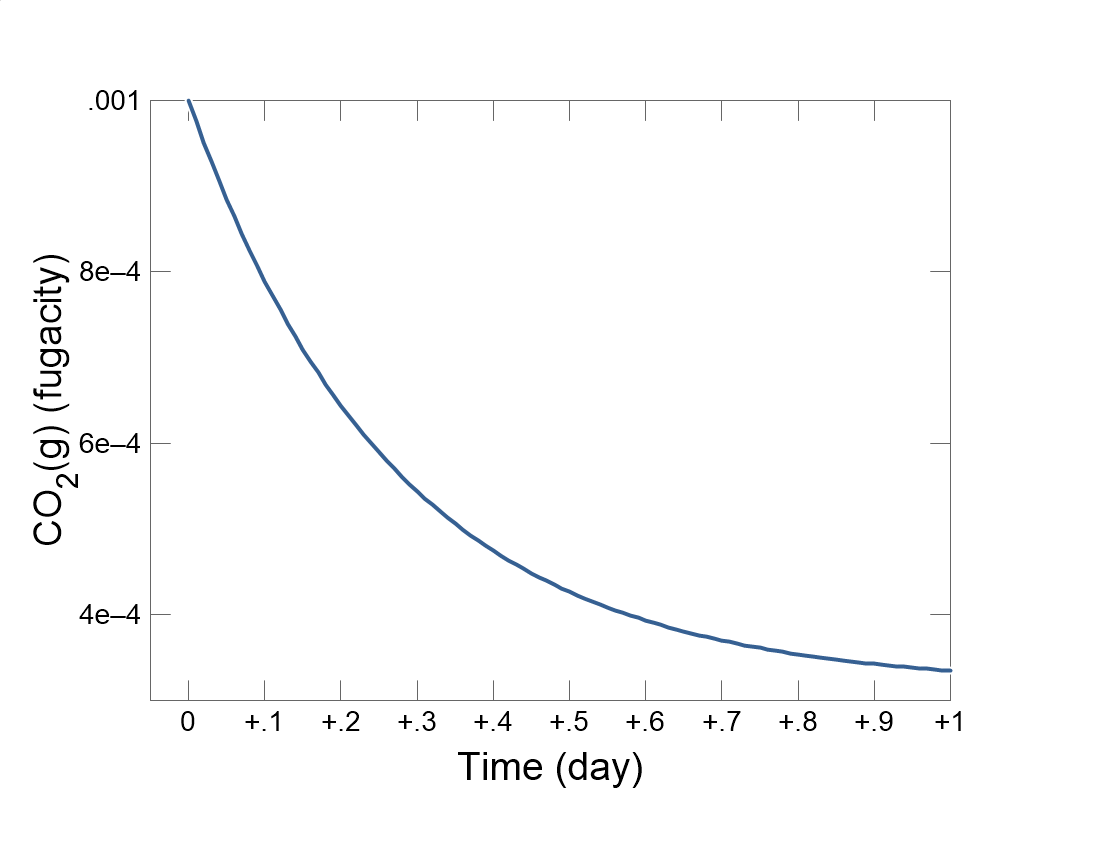 .001
8e–4
6e–4
4e–4
CO2(g) (fugacity)
0 +.1 +.2 +.3 +.4 +.5 +.6 +.7 +.8 +.9 +1
Time (day)